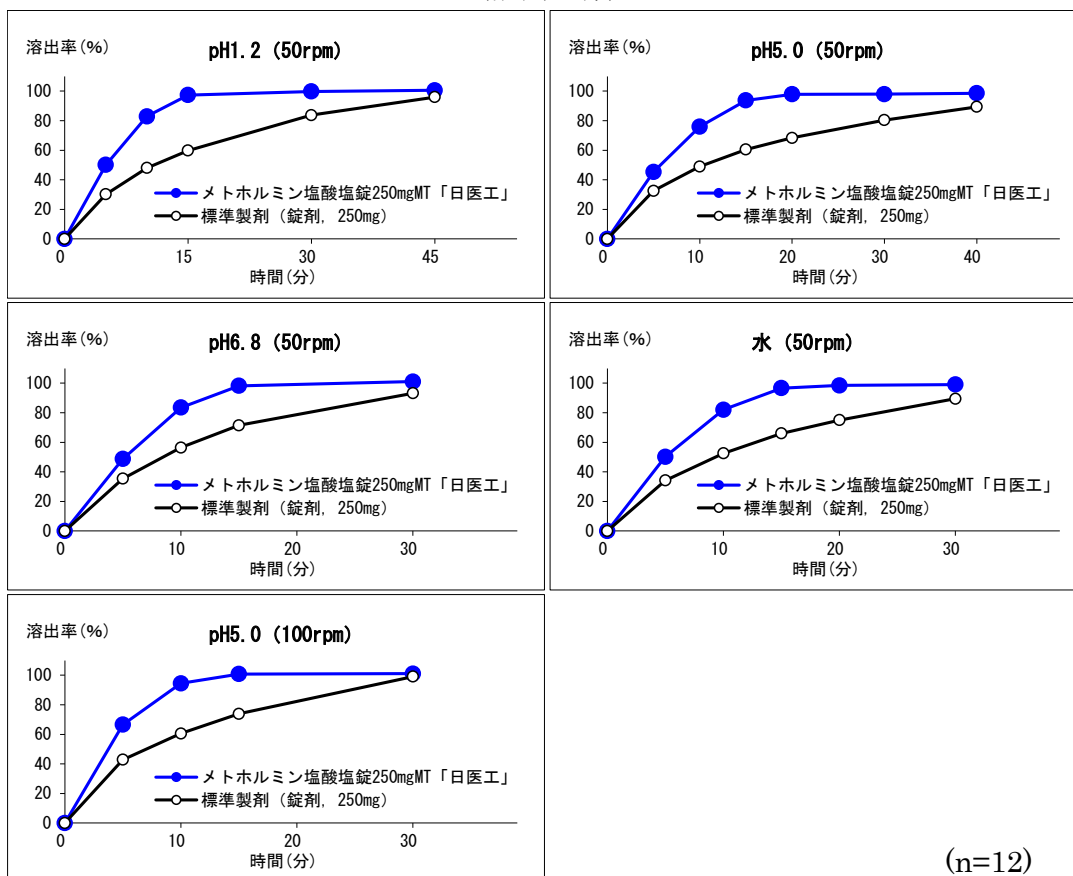 溶出率(%)
pH1.2 (50rpm)
100
80
60
40
20
0
メトホルミン塩酸塩錠250mgMT「日医工」
標準製剤(錠剤, 250mg)
0 15 30 45
時間(分)
溶出率(%)
pH5.0 (50rpm)
100
80
60
40
20
0
メトホルミン塩酸塩錠250mgMT「日医工」
標準製剤(錠剤, 250mg)
0 10 20 30 40
時間(分)
溶出率(%)
pH6.8 (50rpm)
100
80
60
40
20
0
メトホルミン塩酸塩錠250mgMT「日医工」
標準製剤(錠剤, 250mg)
0 10 20 30
時間(分)
溶出率(%)
水 (50rpm)
100
80
60
40
20
0
メトホルミン塩酸塩錠250mgMT「日医工」
標準製剤(錠剤, 250mg)
0 10 20 30
時間(分)
溶出率(%)
pH5.0 (100rpm)
100
80
60
40
20
0
メトホルミン塩酸塩錠250mgMT「日医工」
標準製剤(錠剤, 250mg)
0 10 20 30
時間(分)
(n=12)